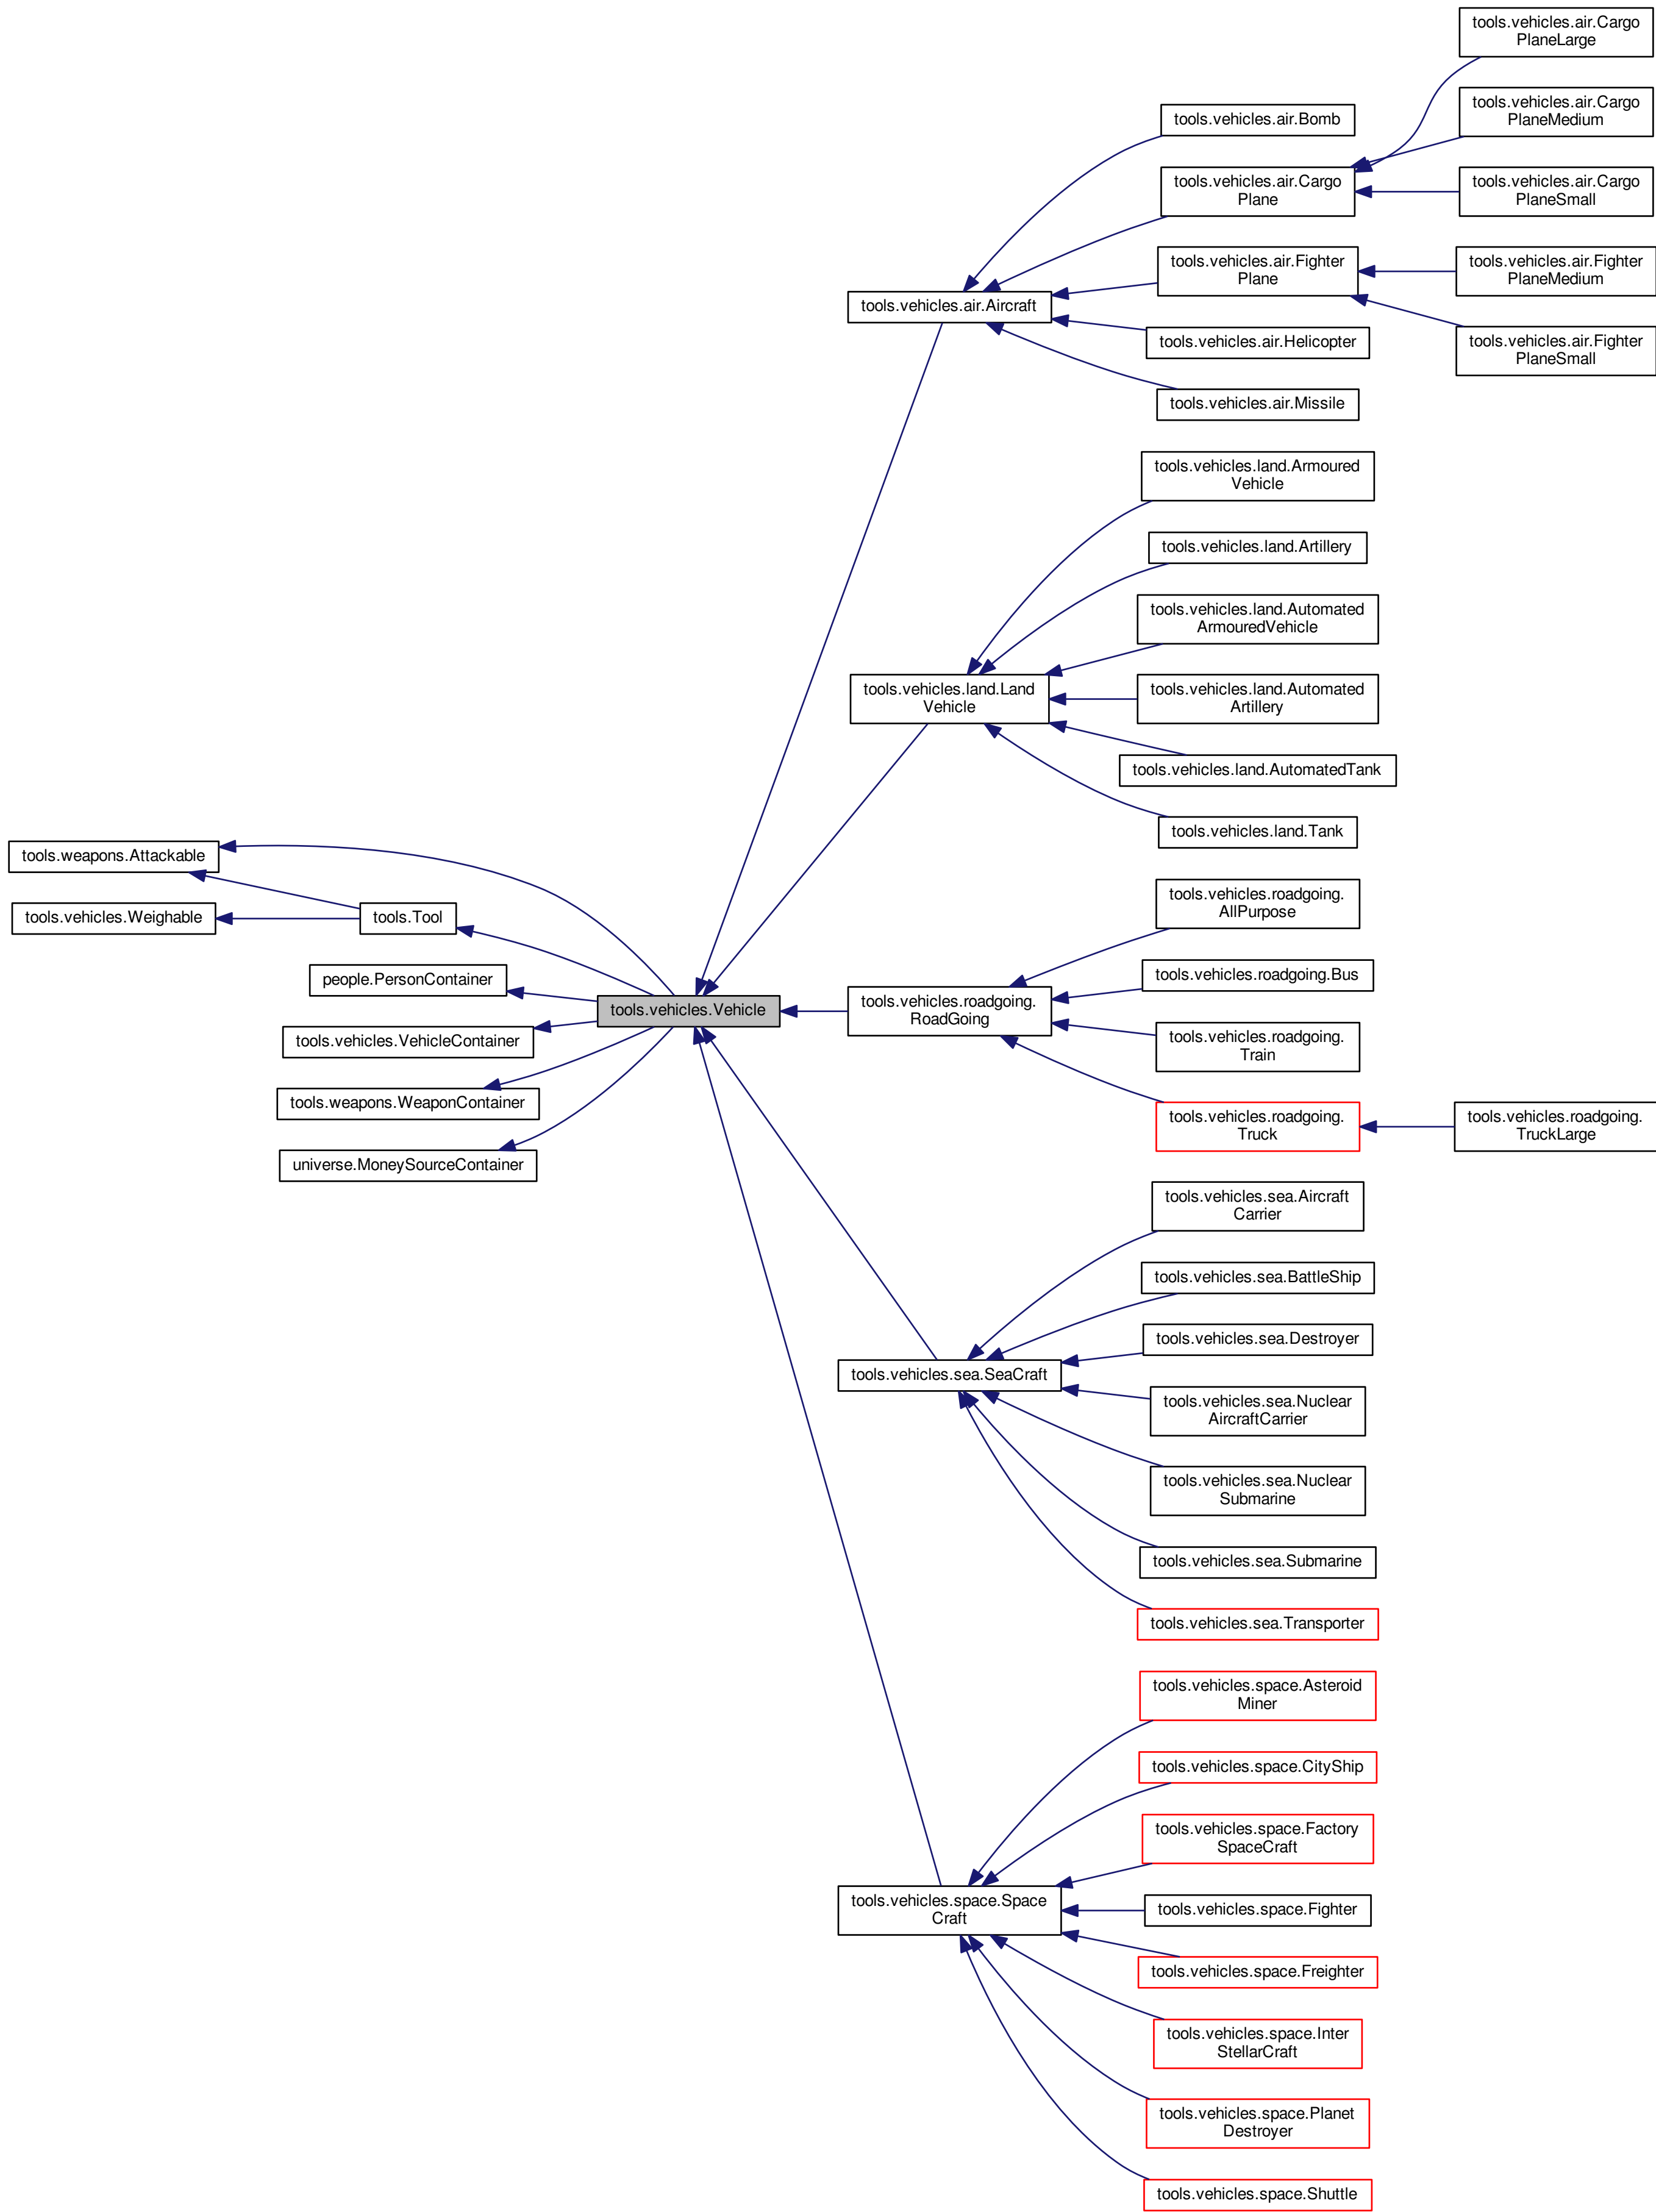 tools.weapons.Attackable
tools.vehicles.Weighable
tools.Tool
people.PersonContainer
tools.vehicles.VehicleContainer
tools.weapons.WeaponContainer
universe.MoneySourceContainer
tools.vehicles.Vehicle
tools.vehicles.air.Aircraft
tools.vehicles.land.Land
Vehicle
tools.vehicles.roadgoing.
RoadGoing
tools.vehicles.sea.SeaCraft
tools.vehicles.space.Space
Craft
tools.vehicles.air.Bomb
tools.vehicles.air.Cargo
Plane
tools.vehicles.air.Fighter
Plane
tools.vehicles.air.Helicopter
tools.vehicles.air.Missile
tools.vehicles.land.Armoured
Vehicle
tools.vehicles.land.Artillery
tools.vehicles.land.Automated
ArmouredVehicle
tools.vehicles.land.Automated
Artillery
tools.vehicles.land.AutomatedTank
tools.vehicles.land.Tank
tools.vehicles.roadgoing.
AllPurpose
tools.vehicles.roadgoing.Bus
tools.vehicles.roadgoing.
Train
tools.vehicles.roadgoing.
Truck
tools.vehicles.sea.Aircraft
Carrier
tools.vehicles.sea.BattleShip
tools.vehicles.sea.Destroyer
tools.vehicles.sea.Nuclear
AircraftCarrier
tools.vehicles.sea.Nuclear
Submarine
tools.vehicles.sea.Submarine
tools.vehicles.sea.Transporter
tools.vehicles.space.Asteroid
Miner
tools.vehicles.space.CityShip
tools.vehicles.space.Factory
SpaceCraft
tools.vehicles.space.Fighter
tools.vehicles.space.Freighter
tools.vehicles.space.Inter
StellarCraft
tools.vehicles.space.Planet
Destroyer
tools.vehicles.space.Shuttle
tools.vehicles.air.Cargo
PlaneLarge
tools.vehicles.air.Cargo
PlaneMedium
tools.vehicles.air.Cargo
PlaneSmall
tools.vehicles.air.Fighter
PlaneMedium
tools.vehicles.air.Fighter
PlaneSmall
tools.vehicles.roadgoing.
TruckLarge